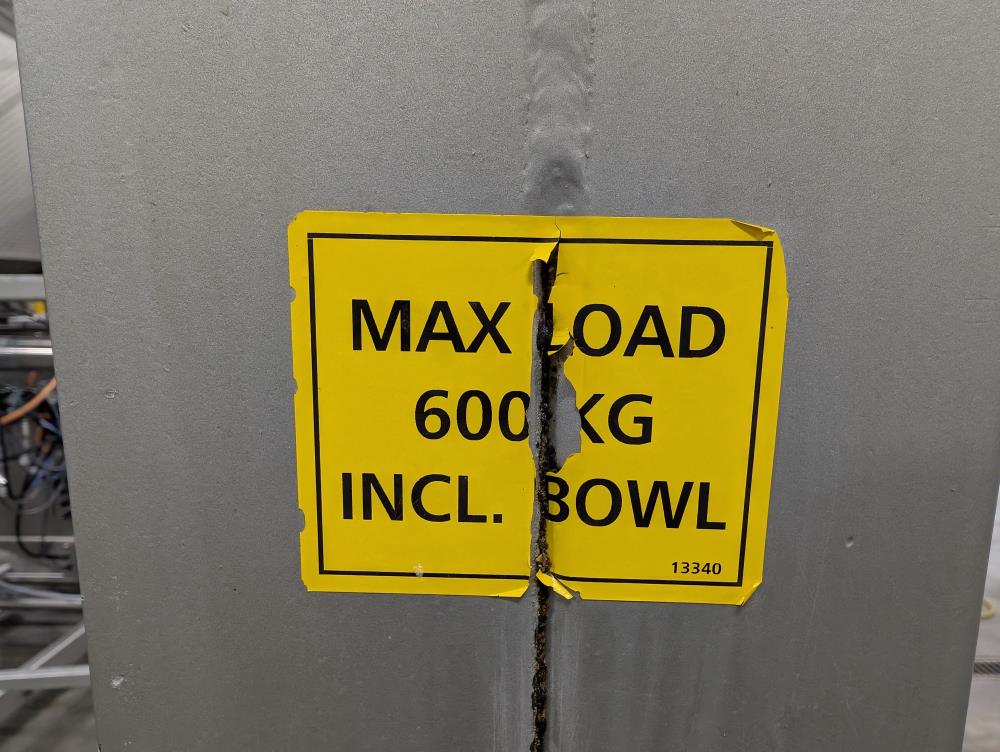 MAX LOAD
600 KG
INCL. BOWL
13340